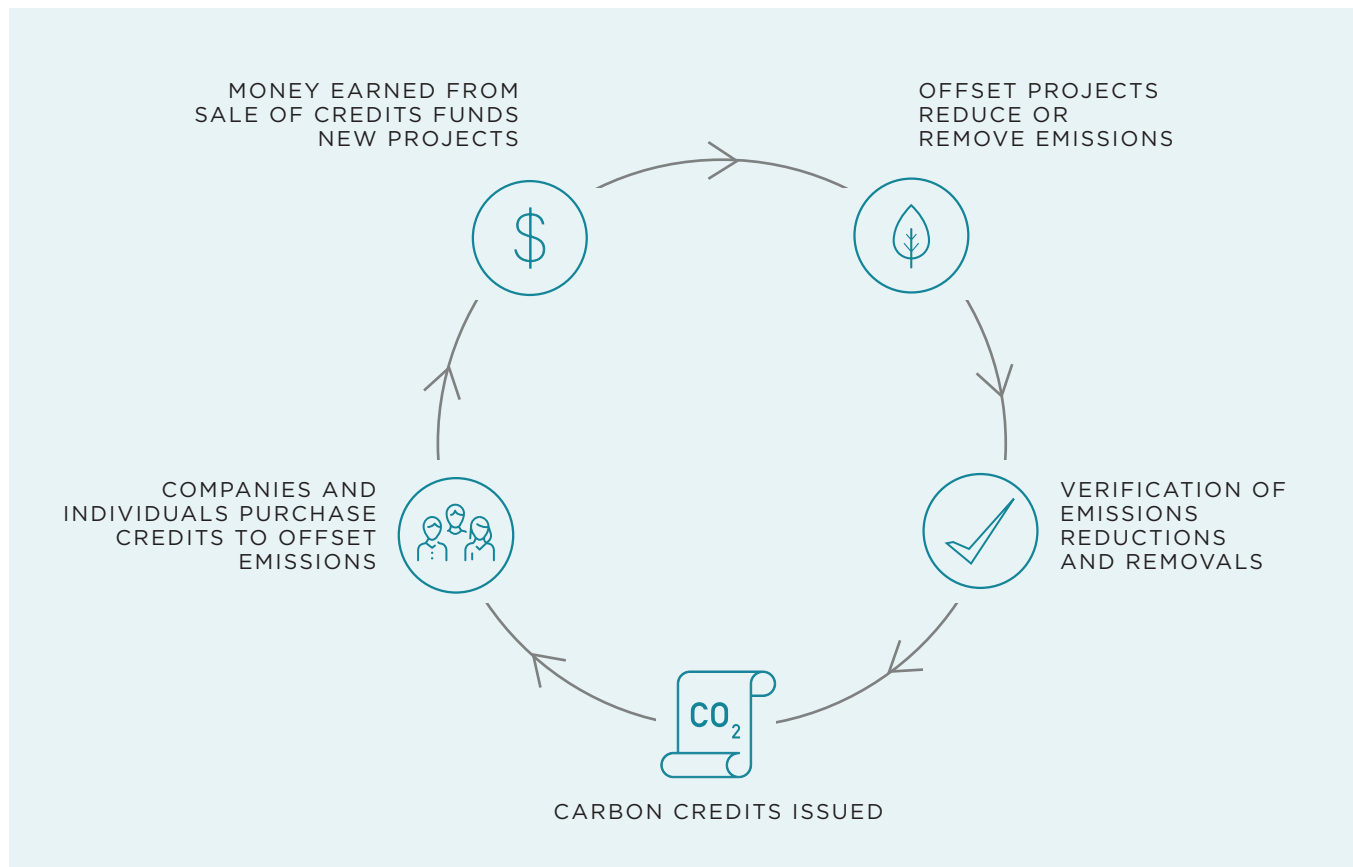 MONEY EARNED FROM
SALE OF CREDITS FUNDS
NEW PROJECTS
OFFSET PROJECTS
REDUCE OR
REMOVE EMISSIONS
$
COMPANIES AND
INDIVIDUALS PURCHASE
CREDITS TO OFFSET
EMISSIONS
VERIFICATION OF
EMISSIONS
REDUCTIONS
AND REMOVALS
CO₂
CARBON CREDITS ISSUED